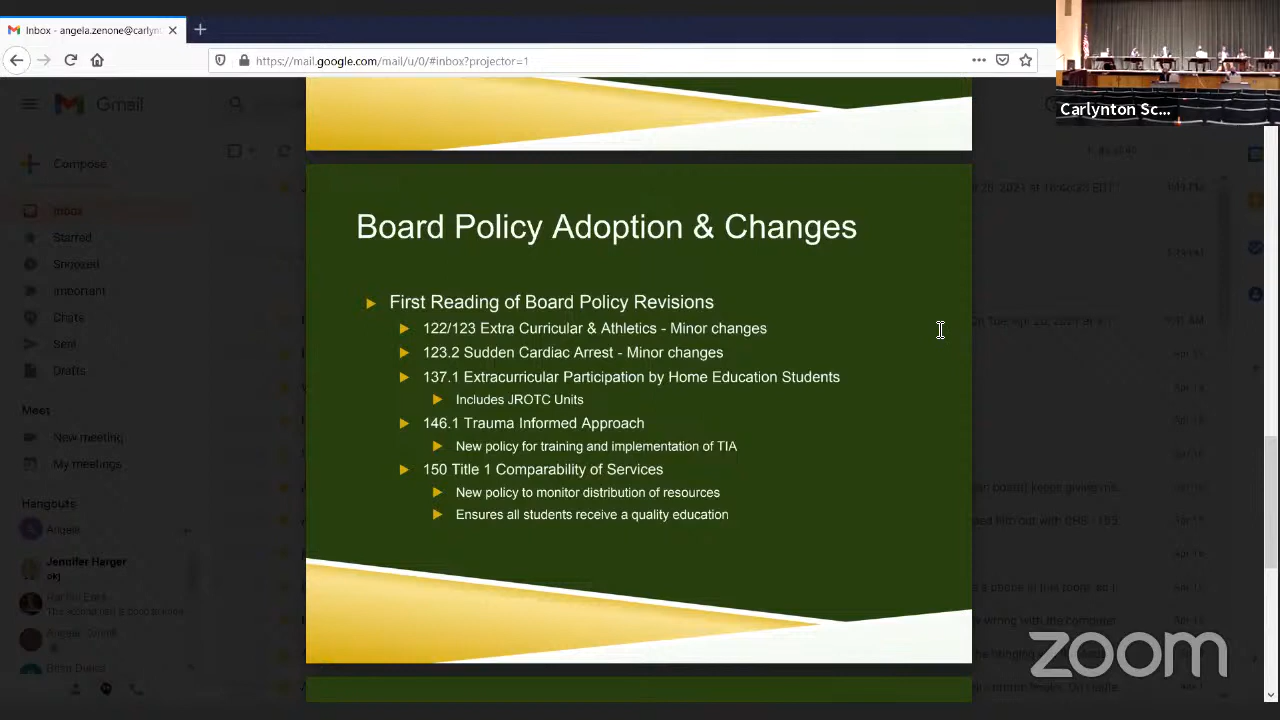 Inbox - angela.zenone@carlynt
https://mail.google.com/mail/u/0/#inbox?projector=1
Carlynton Sc...
Gmail
Compose
Inbox
Starred
Snoozed
Important
Chats
Sent
Drafts
Meet
New meeting
My meetings
Hangouts
Angela
Jennifer Harger
okj
Board Policy Adoption & Changes
First Reading of Board Policy Revisions
122/123 Extra Curricular & Athletics - Minor changes
123.2 Sudden Cardiac Arrest - Minor changes
137.1 Extracurricular Participation by Home Education Students
Includes JROTC Units
146.1 Trauma Informed Approach
New policy for training and implementation of TIA
150 Title 1 Comparability of Services
New policy to monitor distribution of resources
Ensures all students receive a quality education
zoom